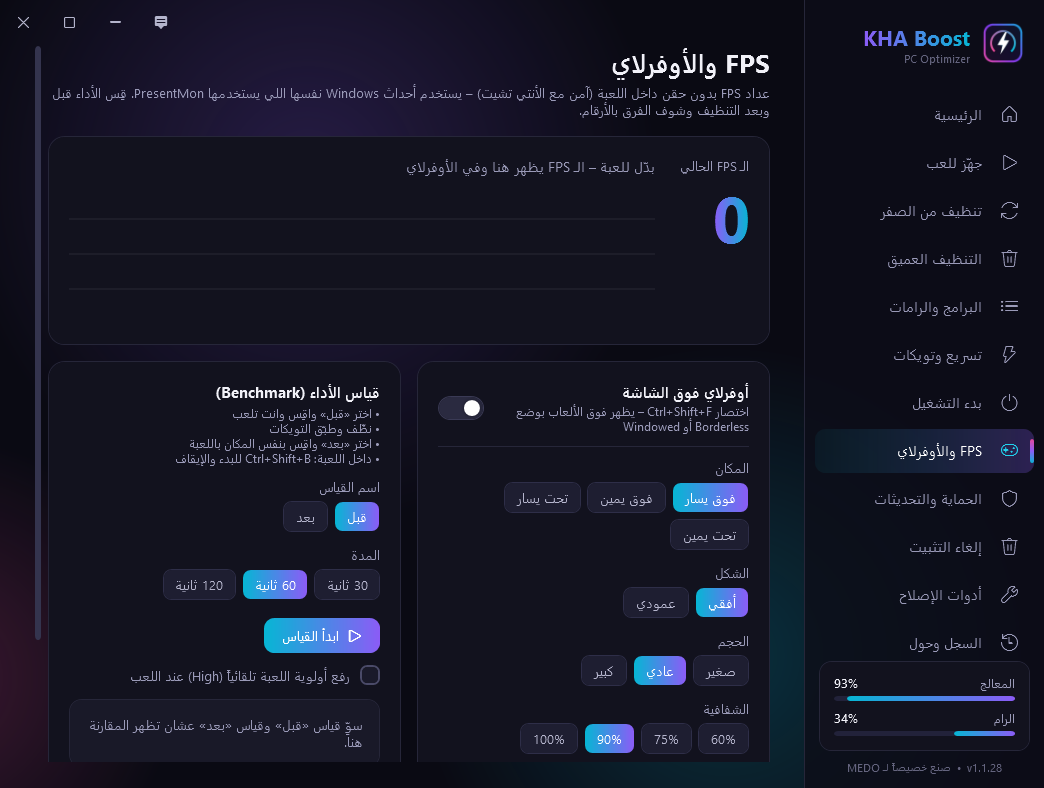 KHA Boost
PC Optimizer
الرئيسية
جهّز للعب
تنظيف من الصفر
التنظيف العميق
البرامج والرامات
تسريع وتويكات
بدء التشغيل
FPS والأوفرلاي
الحماية والتحديثات
إلغاء التثبيت
أدوات الإصلاح
السجل وحول
المعالج 93%
الرام 34%
صنع خصيصاً لـ MEDO • v1.1.28
FPS والأوفرلاي
عداد FPS بدون حقن داخل اللعبة (آمن مع الأنتي تشيت) – يستخدم أحداث Windows نفسها اللي يستخدمها PresentMon. قِس الأداء قبل
وبعد التنظيف وشوف الفرق بالأرقام.
الـ FPS الحالي
بدّل للعبة – الـ FPS يظهر هنا وفي الأوفرلاي
0
أوفرلاي فوق الشاشة
اختصار Ctrl+Shift+F – يظهر فوق الألعاب بوضع
Borderless أو Windowed
المكان
فوق يسار
فوق يمين
تحت يسار
تحت يمين
الشكل
أفقي
عمودي
الحجم
صغير
عادي
كبير
الشفافية
60%
75%
90%
100%
قياس الأداء (Benchmark)
• اختر «قبل» واقِس وانت تلعب
• نظّف وطبّق التويكات
• اختر «بعد» واقِس بنفس المكان باللعبة
• داخل اللعبة: Ctrl+Shift+B للبدء والإيقاف
اسم القياس
قبل
بعد
المدة
30 ثانية
60 ثانية
120 ثانية
ابدأ القياس
رفع أولوية اللعبة تلقائياً (High) عند اللعب
سوّ قياس «قبل» وقياس «بعد» عشان تظهر المقارنة
هنا.